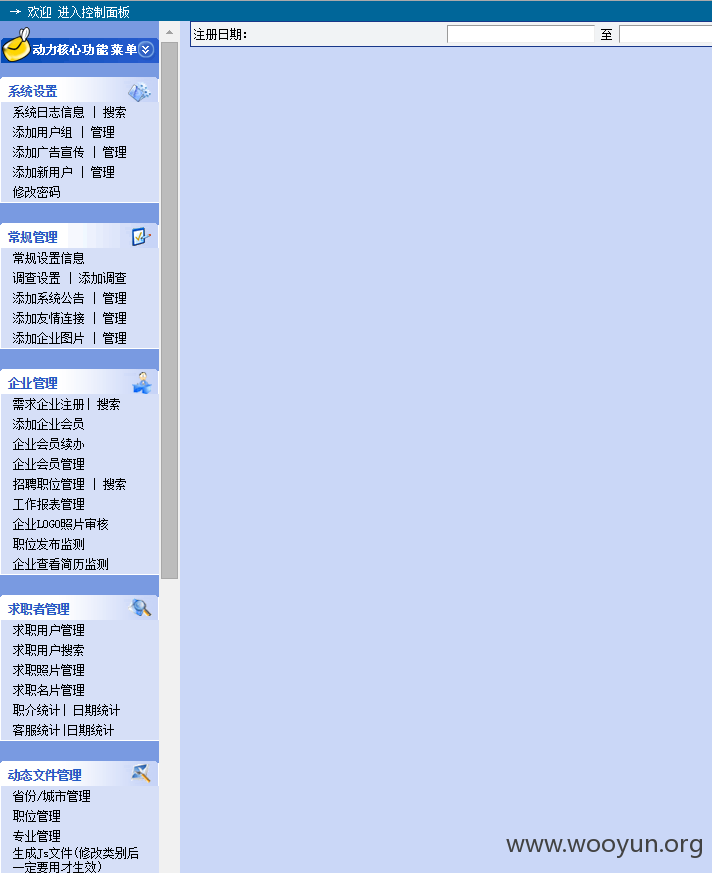 → 欢迎 进入控制面板
动力核心功能菜单
注册日期: 至
系统设置
系统日志信息 | 搜索
添加用户组 | 管理
添加广告宣传 | 管理
添加新用户 | 管理
修改密码
常规管理
常规设置信息
调查设置 | 添加调查
添加系统公告 | 管理
添加友情连接 | 管理
添加企业图片 | 管理
企业管理
需求企业注册| 搜索
添加企业会员
企业会员续办
企业会员管理
招聘职位管理 | 搜索
工作报表管理
企业LOGO照片审核
职位发布监测
企业查看简历监测
求职者管理
求职用户管理
求职用户搜索
求职照片管理
求职名片管理
职介统计| 日期统计
客服统计|日期统计
动态文件管理
省份/城市管理
职位管理
专业管理
生成Js文件(修改类别后
一定要用才生效)
www.wooyun.org